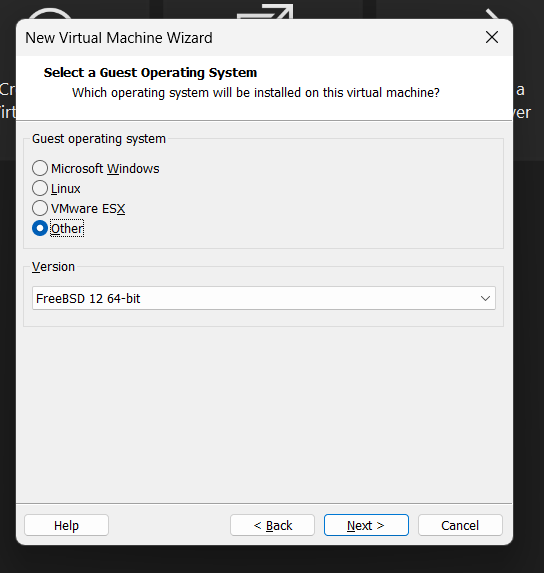 New Virtual Machine Wizard
Select a Guest Operating System
Which operating system will be installed on this virtual machine?
Guest operating system
Microsoft Windows
Linux
VMware ESX
Other
Version
FreeBSD 12 64-bit
Help
< Back
Next >
Cancel